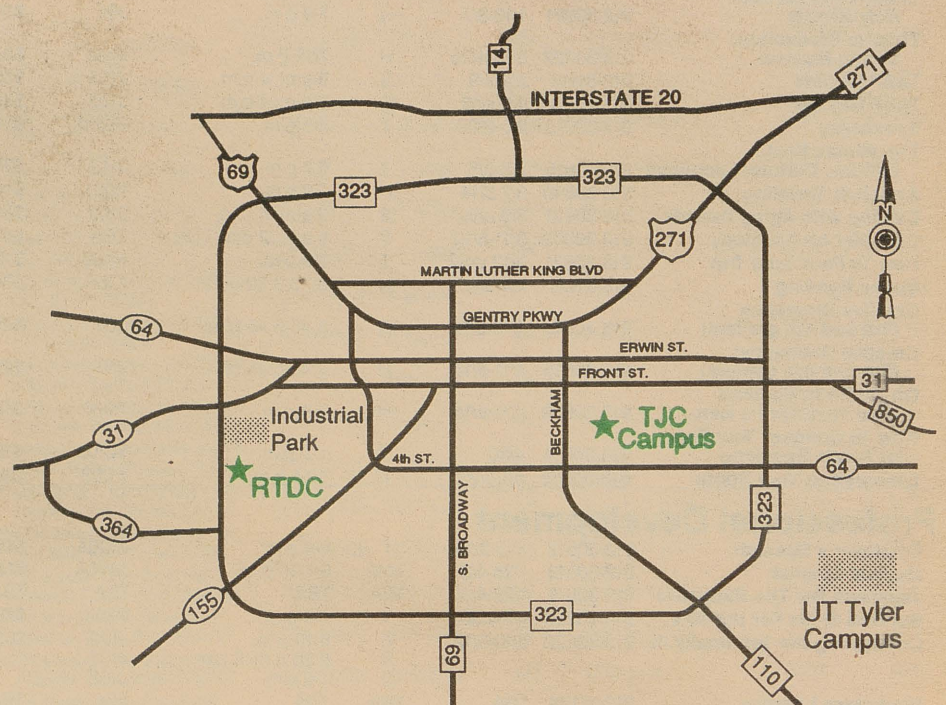 14
271
INTERSTATE 20
69
323
323
N
271
MARTIN LUTHER KING BLVD
GENTRY PKWY
64
ERWIN ST.
FRONT ST.
31
850
Industrial
Park
BECKHAM
TJC
Campus
31
4th ST.
64
RTDC
S. BROADWAY
323
364
155
323
UT Tyler
Campus
69
110